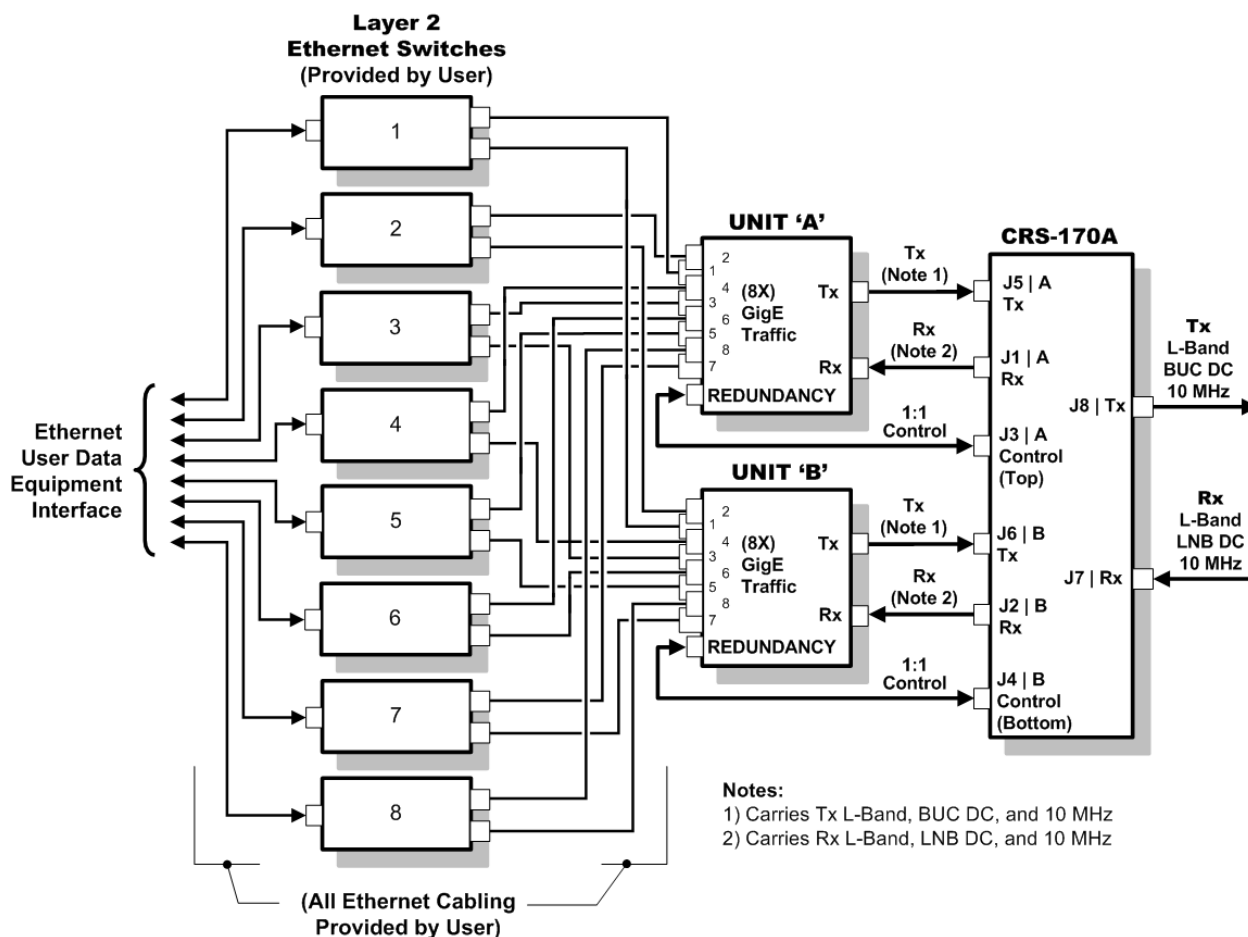 Layer 2
Ethernet Switches
(Provided by User)
1
2
3
4
5
6
7
8
Ethernet
User Data
Equipment
Interface
(All Ethernet Cabling
Provided by User)
UNIT ‘A’
2
1
4
3
6
5
8
7
(8X)
GigE
Traffic
Tx
Rx
REDUNDANCY
Tx
(Note 1)
Rx
(Note 2)
1:1
Control
UNIT ‘B’
2
1
4
3
6
5
8
7
(8X)
GigE
Traffic
Tx
Rx
REDUNDANCY
Tx
(Note 1)
Rx
(Note 2)
1:1
Control
CRS-170A
J5 | A
Tx
J1 | A
Rx
J3 | A
Control
(Top)
J6 | B
Tx
J2 | B
Rx
J4 | B
Control
(Bottom)
J8 | Tx
J7 | Rx
Tx
L-Band
BUC DC
10 MHz
Rx
L-Band
LNB DC
10 MHz
Notes:
1) Carries Tx L-Band, BUC DC, and 10 MHz
2) Carries Rx L-Band, LNB DC, and 10 MHz